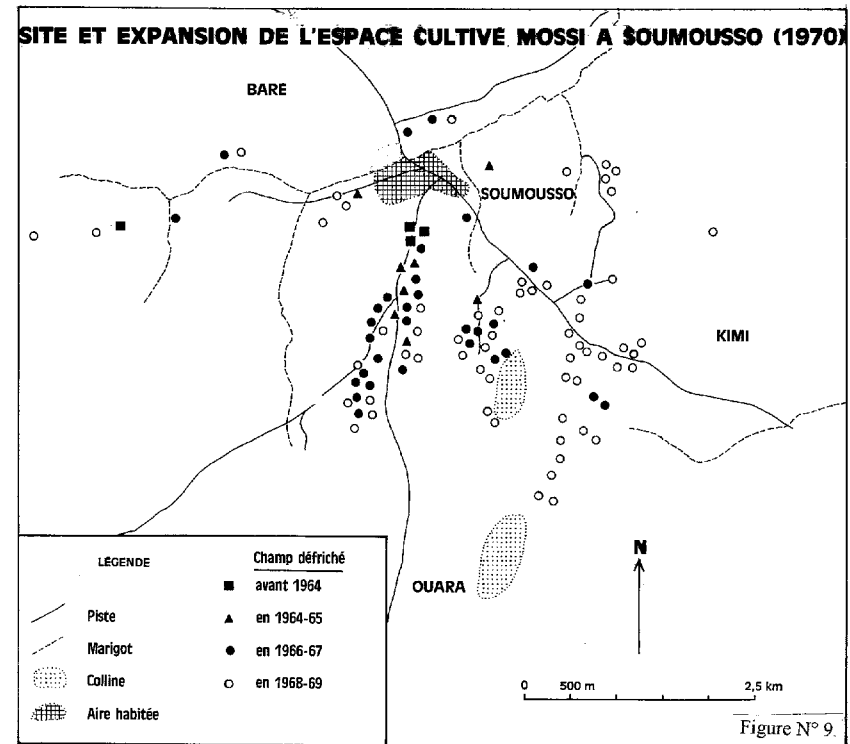 SITE ET EXPANSION DE L'ESPACE CULTIVÉ MOSSI A SOUMOUSSO (1970)
BARE
SOUMOUSSO
KIMI
OUARA
N
LÉGENDE
Piste
Marigot
Colline
Aire habitée
Champ défriché
avant 1964
en 1964-65
en 1966-67
en 1968-69
0 500 m 2,5 km
Figure N° 9.